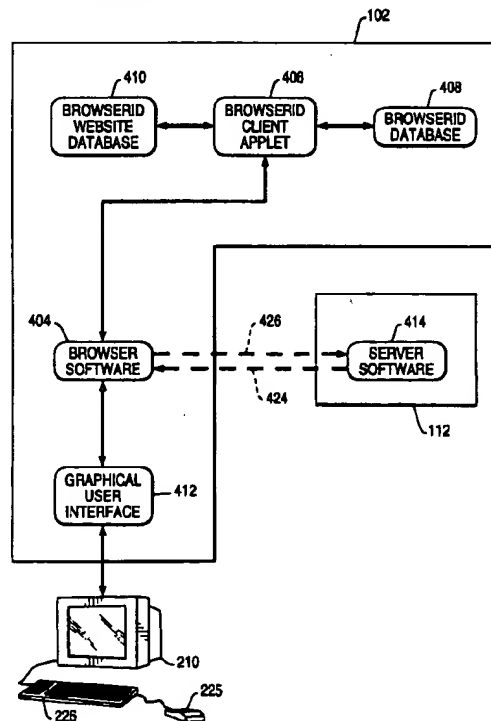 102
410
406
408
BROWSERID
WEBSITE
DATABASE
BROWSERID
CLIENT
APPLET
BROWSERID
DATABASE
404
426
414
BROWSER
SOFTWARE
SERVER
SOFTWARE
424
112
GRAPHICAL
USER
INTERFACE
412
210
225
226